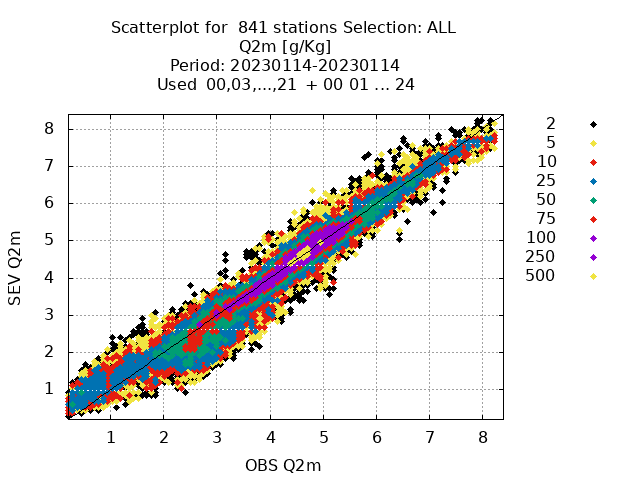 Scatterplot for  841 stations Selection: ALL
Q2m [g/Kg]
Period: 20230114-20230114
Used  00,03,...,21  + 00 01 ... 24
8
7
6
5
4
3
2
1
SEV Q2m
1 2 3 4 5 6 7 8
OBS Q2m
2
5
10
25
50
75
100
250
500